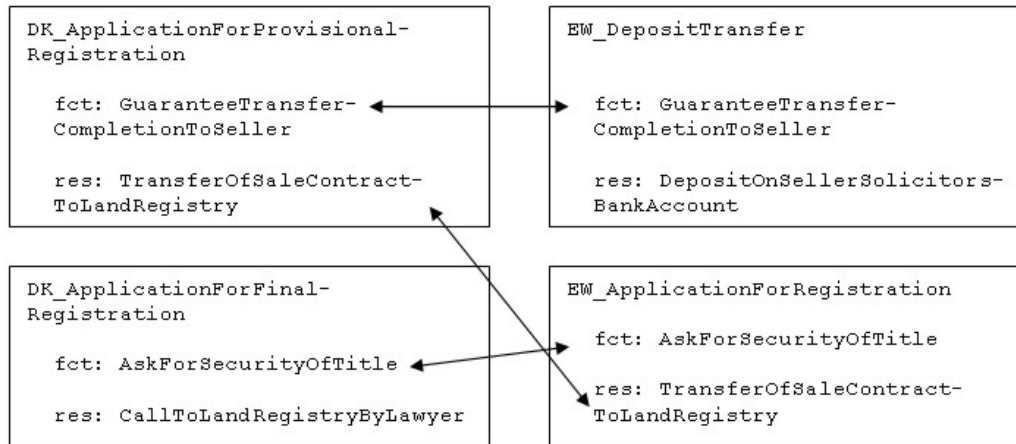 DK_ApplicationForProvisional-
Registration
fct: GuaranteeTransfer-
CompletionToSeller
res: TransferOfSaleContract-
ToLandRegistry
EW_DepositTransfer
fct: GuaranteeTransfer-
CompletionToSeller
res: DepositOnSellerSolicitors-
BankAccount
DK_ApplicationForFinal-
Registration
fct: AskForSecurityOfTitle
res: CallToLandRegistryByLawyer
EW_ApplicationForRegistration
fct: AskForSecurityOfTitle
res: TransferOfSaleContract-
ToLandRegistry